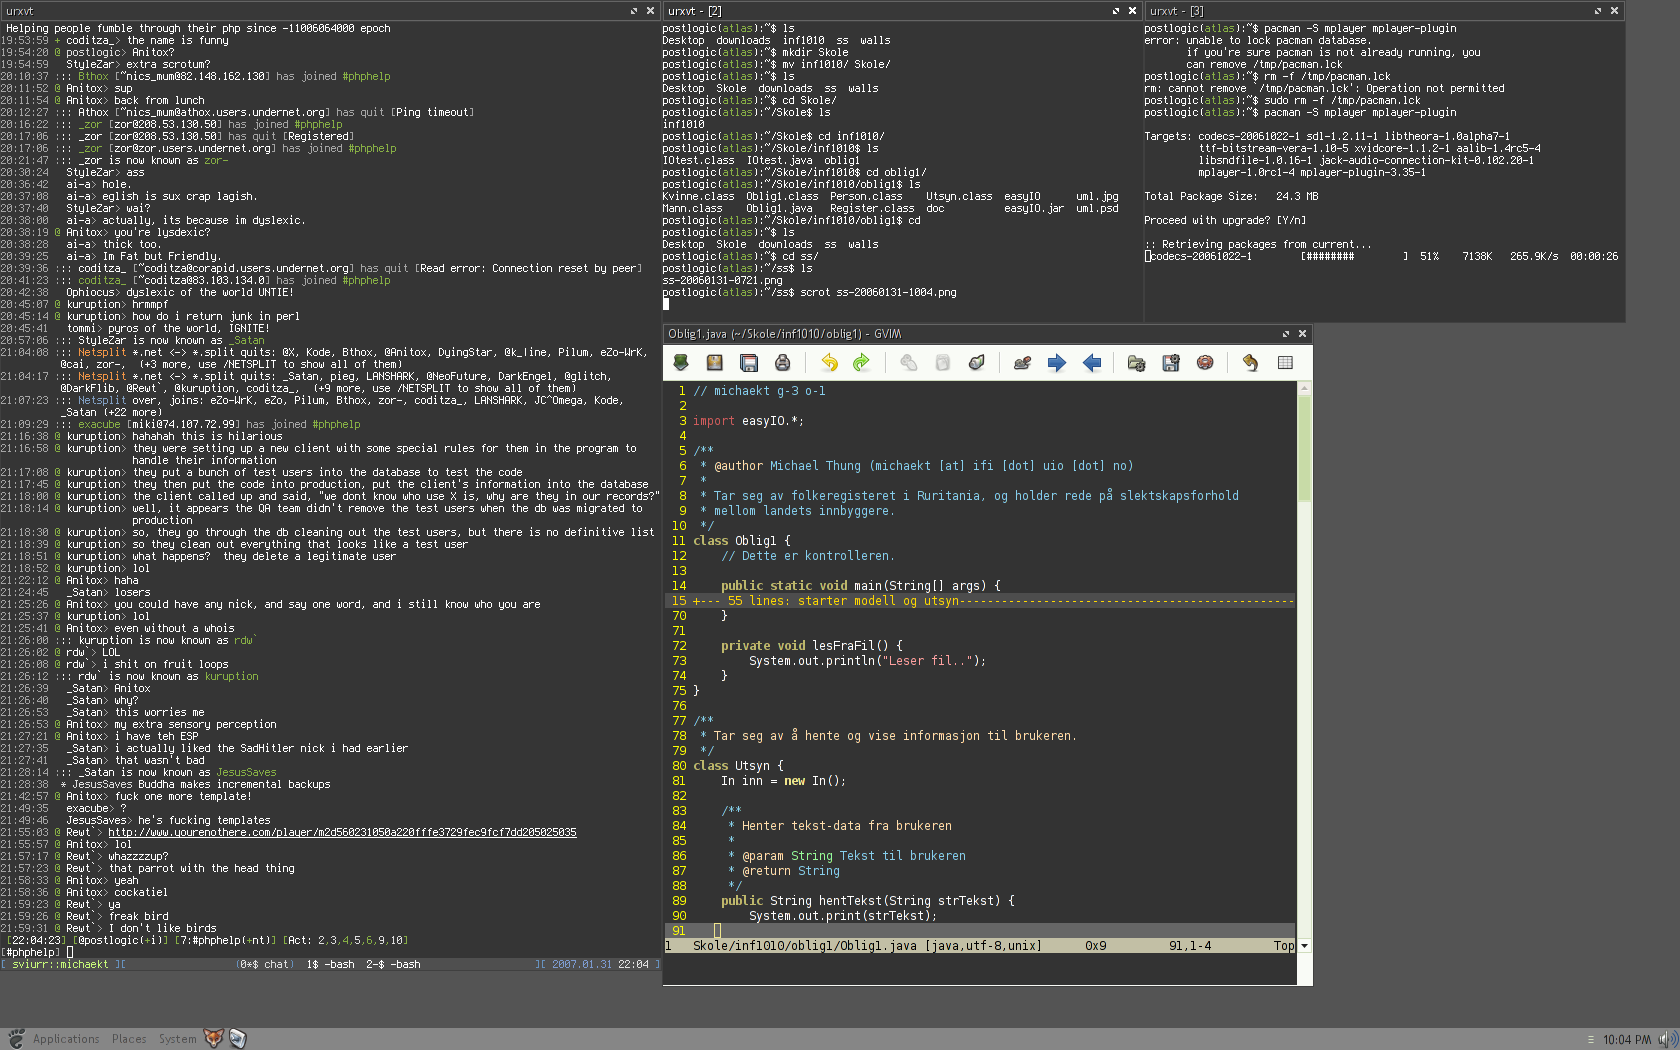 urxvt
Helping people fumble through their php since -11006064000 epoch
19:53:59 + coditza_> the name is funny
19:54:20 @ postlogic> Anitox?
19:54:59   StyleZar> extra scrotum?
20:10:37 ::: Bthox [~nics_mum@82.148.162.130] has joined #phphelp
20:11:52 @ Anitox> sup
20:11:54 @ Anitox> back from lunch
20:12:27 ::: Athox [~nics_mum@athox.users.undernet.org] has quit [Ping timeout]
20:16:22 ::: _zor [zor@208.53.130.50] has joined #phphelp
20:17:06 ::: _zor [zor@208.53.130.50] has quit [Registered]
20:17:06 ::: _zor [zor@zor.users.undernet.org] has joined #phphelp
20:21:47 ::: _zor is now known as zor-
20:30:24   StyleZar> ass
20:36:42   ai-a> hole.
20:37:08   ai-a> eglish is sux crap lagish.
20:37:40   StyleZar> wai?
20:38:00   ai-a> actually, its because im dyslexic.
20:38:19 @ Anitox> you're lysdexic?
20:38:28   ai-a> thick too.
20:39:25   ai-a> Im Fat but Friendly.
20:39:36 ::: coditza_ [~coditza@corapid.users.undernet.org] has quit [Read error: Connection reset by peer]
20:41:23 ::: coditza_ [~coditza@83.103.134.0] has joined #phphelp
20:42:38   Ophiocus> dyslexic of the world UNTIE!
20:45:07 @ kuruption> hrmmpf
20:45:14 @ kuruption> how do i return junk in perl
20:45:41   tommi> pyros of the world, IGNITE!
20:57:06 ::: StyleZar is now known as _Satan
21:04:08 ::: Netsplit *.net <-> *.split quits: @X, Kode, Bthox, @Anitox, DyingStar, @k_line, Pilum, eZo-WrK,
@cai, zor-,  (+3 more, use /NETSPLIT to show all of them)
21:04:17 ::: Netsplit *.net <-> *.split quits: _Satan, pieg, LANSHARK, @NeoFuture, DarkEngel, @glitch,
@DarkFlib, @Rewt`, @kuruption, coditza_,  (+9 more, use /NETSPLIT to show all of them)
21:07:23 ::: Netsplit over, joins: eZo-WrK, eZo, Pilum, Bthox, zor-, coditza_, LANSHARK, JC^Omega, Kode,
_Satan (+22 more)
21:09:29 ::: exacube [miki@74.107.72.99] has joined #phphelp
21:16:38 @ kuruption> hahahah this is hilarious
21:16:58 @ kuruption> they were setting up a new client with some special rules for them in the program to
handle their information
21:17:08 @ kuruption> they put a bunch of test users into the database to test the code
21:17:45 @ kuruption> they then put the code into production, put the client's information into the database
21:18:00 @ kuruption> the client called up and said, "we dont know who use X is, why are they in our records?"
21:18:14 @ kuruption> well, it appears the QA team didn't remove the test users when the db was migrated to
production
21:18:30 @ kuruption> so, they go through the db cleaning out the test users, but there is no definitive list
21:18:39 @ kuruption> so they clean out everything that looks like a test user
21:18:51 @ kuruption> what happens?  they delete a legitimate user
21:18:52 @ kuruption> lol
21:22:12 @ Anitox> haha
21:24:45   _Satan> losers
21:25:26 @ Anitox> you could have any nick, and say one word, and i still know who you are
21:25:37 @ kuruption> lol
21:25:41 @ Anitox> even without a whois
21:26:00 ::: kuruption is now known as rdw`
21:26:02 @ rdw`> LOL
21:26:08 @ rdw`> i shit on fruit loops
21:26:12 ::: rdw` is now known as kuruption
21:26:39   _Satan> Anitox
21:26:40   _Satan> why?
21:26:53   _Satan> this worries me
21:26:53 @ Anitox> my extra sensory perception
21:27:21 @ Anitox> i have teh ESP
21:27:35   _Satan> i actually liked the SadHitler nick i had earlier
21:27:41   _Satan> that wasn't bad
21:28:14 ::: _Satan is now known as JesusSaves
21:28:38  * JesusSaves Buddha makes incremental backups
21:42:57 @ Anitox> fuck one more template!
21:49:35   exacube> ?
21:49:46   JesusSaves> he's fucking templates
21:55:03 @ Rewt`> http://www.yourenothere.com/player/m2d560231050a220fffe3729fec9fcf7dd205025035
21:55:57 @ Anitox> lol
21:57:17 @ Rewt`> whazzzzup?
21:57:23 @ Rewt`> that parrot with the head thing
21:58:33 @ Anitox> yeah
21:58:36 @ Anitox> cockatiel
21:59:23 @ Rewt`> ya
21:59:26 @ Rewt`> freak bird
21:59:31 @ Rewt`> I don't like birds
[22:04:23] [@postlogic(+i)] [7:#phphelp(+nt)] [Act: 2,3,4,5,6,9,10]
[#phphelp]
[ sviurr::michaekt ][ (0*$ chat)  1$ -bash  2-$ -bash ][ 2007.01.31 22:04 ]
urxvt - [2]
postlogic(atlas):~$ ls
Desktop  downloads  inf1010  ss  walls
postlogic(atlas):~$ mkdir Skole
postlogic(atlas):~$ mv inf1010/ Skole/
postlogic(atlas):~$ ls
Desktop  Skole  downloads  ss  walls
postlogic(atlas):~$ cd Skole/
postlogic(atlas):~/Skole$ ls
inf1010
postlogic(atlas):~/Skole$ cd inf1010/
postlogic(atlas):~/Skole/inf1010$ ls
IOtest.class  IOtest.java  oblig1
postlogic(atlas):~/Skole/inf1010$ cd oblig1/
postlogic(atlas):~/Skole/inf1010/oblig1$ ls
Kvinne.class  Oblig1.class  Person.class    Utsyn.class  easyIO      uml.jpg
Mann.class    Oblig1.java   Register.class  doc          easyIO.jar  uml.psd
postlogic(atlas):~/Skole/inf1010/oblig1$ cd
postlogic(atlas):~$ ls
Desktop  Skole  downloads  ss  walls
postlogic(atlas):~$ cd ss/
postlogic(atlas):~/ss$ ls
ss-20060131-0721.png
postlogic(atlas):~/ss$ scrot ss-20060131-1004.png
urxvt - [3]
postlogic(atlas):~$ pacman -S mplayer mplayer-plugin
error: unable to lock pacman database.
if you're sure pacman is not already running, you
can remove /tmp/pacman.lck
postlogic(atlas):~$ rm -f /tmp/pacman.lck
rm: cannot remove `/tmp/pacman.lck': Operation not permitted
postlogic(atlas):~$ sudo rm -f /tmp/pacman.lck
postlogic(atlas):~$ pacman -S mplayer mplayer-plugin
Targets: codecs-20061022-1 sdl-1.2.11-1 libtheora-1.0alpha7-1
ttf-bitstream-vera-1.10-5 xvidcore-1.1.2-1 aalib-1.4rc5-4
libsndfile-1.0.16-1 jack-audio-connection-kit-0.102.20-1
mplayer-1.0rc1-4 mplayer-plugin-3.35-1
Total Package Size:   24.3 MB
Proceed with upgrade? [Y/n]
:: Retrieving packages from current...
codecs-20061022-1        [########        ]  51%    7138K   265.9K/s  00:00:26
Oblig1.java (~/Skole/inf1010/oblig1) - GVIM
1 // michaekt g-3 o-1
2
3 import easyIO.*;
4
5 /**
6  * @author Michael Thung (michaekt [at] ifi [dot] uio [dot] no)
7  *
8  * Tar seg av folkeregisteret i Ruritania, og holder rede på slektskapsforhold
9  * mellom landets innbyggere.
10  */
11 class Oblig1 {
12     // Dette er kontrolleren.
13
14     public static void main(String[] args) {
15 +--- 55 lines: starter modell og utsyn------------------------------------------------
70     }
71
72     private void lesFraFil() {
73         System.out.println("Leser fil..");
74     }
75 }
76
77 /**
78  * Tar seg av å hente og vise informasjon til brukeren.
79  */
80 class Utsyn {
81     In inn = new In();
82
83     /**
84      * Henter tekst-data fra brukeren
85      *
86      * @param String Tekst til brukeren
87      * @return String
88      */
89     public String hentTekst(String strTekst) {
90         System.out.print(strTekst);
91
1   Skole/inf1010/oblig1/Oblig1.java [java,utf-8,unix]      0x9         91,1-4         Top
Applications  Places  System
10:04 PM